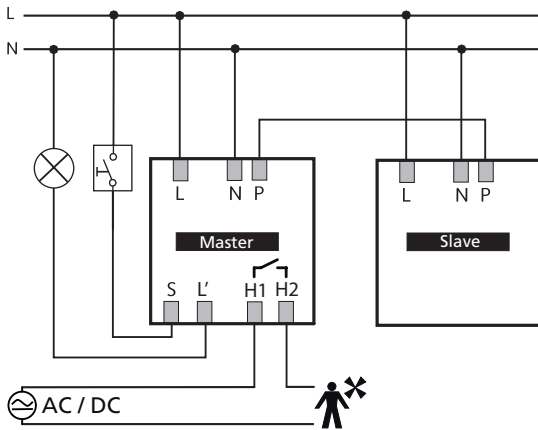 L
N
L N P
L N P
Master
Slave
S L' H1 H2
AC / DC